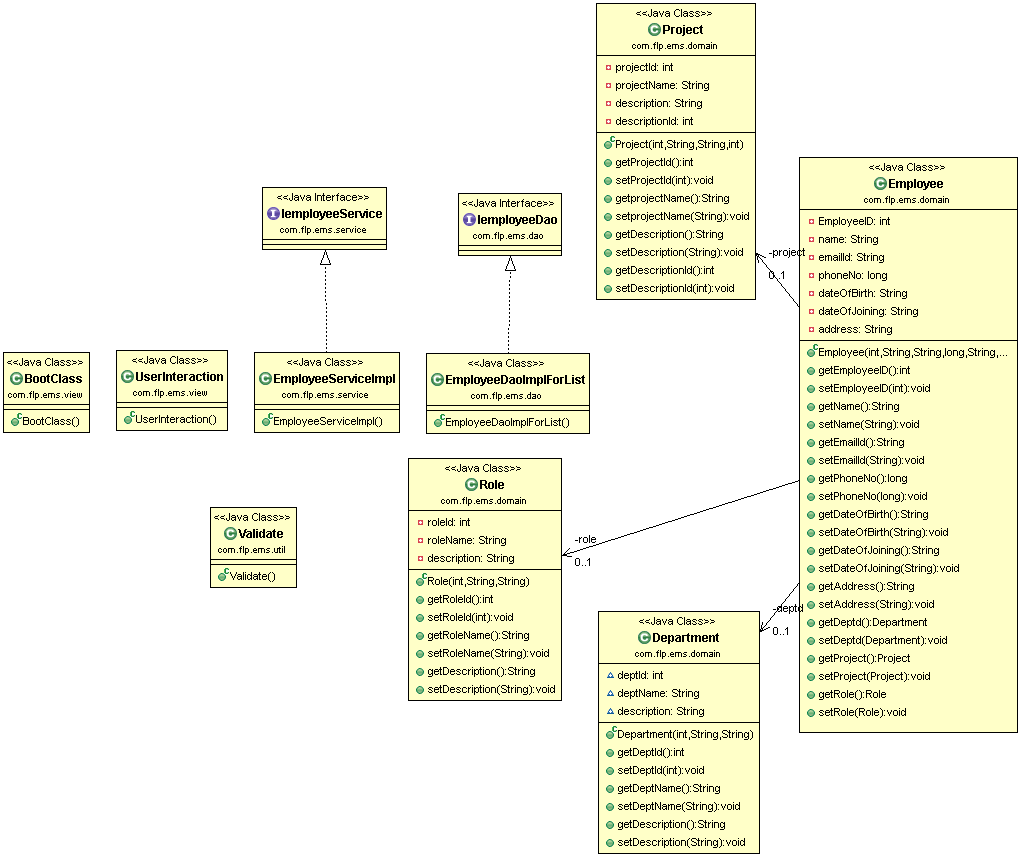 <<Java Class>>
Project
com.flp.ems.domain
projectId: int
projectName: String
description: String
descriptionId: int
Project(int,String,String,int)
getProjectId():int
setProjectId(int):void
getprojectName():String
setprojectName(String):void
getDescription():String
setDescription(String):void
getDescriptionId():int
setDescriptionId(int):void
<<Java Class>>
Employee
com.flp.ems.domain
EmployeeID: int
name: String
emailId: String
phoneNo: long
dateOfBirth: String
dateOfJoining: String
address: String
Employee(int,String,String,long,String,...
getEmployeeID():int
setEmployeeID(int):void
getName():String
setName(String):void
getEmailId():String
setEmailId(String):void
getPhoneNo():long
setPhoneNo(long):void
getDateOfBirth():String
setDateOfBirth(String):void
getDateOfJoining():String
setDateOfJoining(String):void
getAddress():String
setAddress(String):void
getDeptd():Department
setDeptd(Department):void
getProject():Project
setProject(Project):void
getRole():Role
setRole(Role):void
-project
0..1
<<Java Interface>>
IemployeeService
com.flp.ems.service
<<Java Interface>>
IemployeeDao
com.flp.ems.dao
<<Java Class>>
BootClass
com.flp.ems.view
BootClass()
<<Java Class>>
UserInteraction
com.flp.ems.view
UserInteraction()
<<Java Class>>
EmployeeServiceImpl
com.flp.ems.service
EmployeeServiceImpl()
<<Java Class>>
EmployeeDaoImplForList
com.flp.ems.dao
EmployeeDaoImplForList()
<<Java Class>>
Role
com.flp.ems.domain
roleId: int
roleName: String
description: String
Role(int,String,String)
getRoleId():int
setRoleId(int):void
getRoleName():String
setRoleName(String):void
getDescription():String
setDescription(String):void
-role
0..1
<<Java Class>>
Validate
com.flp.ems.util
Validate()
-deptd
0..1
<<Java Class>>
Department
com.flp.ems.domain
deptId: int
deptName: String
description: String
Department(int,String,String)
getDeptId():int
setDeptId(int):void
getDeptName():String
setDeptName(String):void
getDescription():String
setDescription(String):void